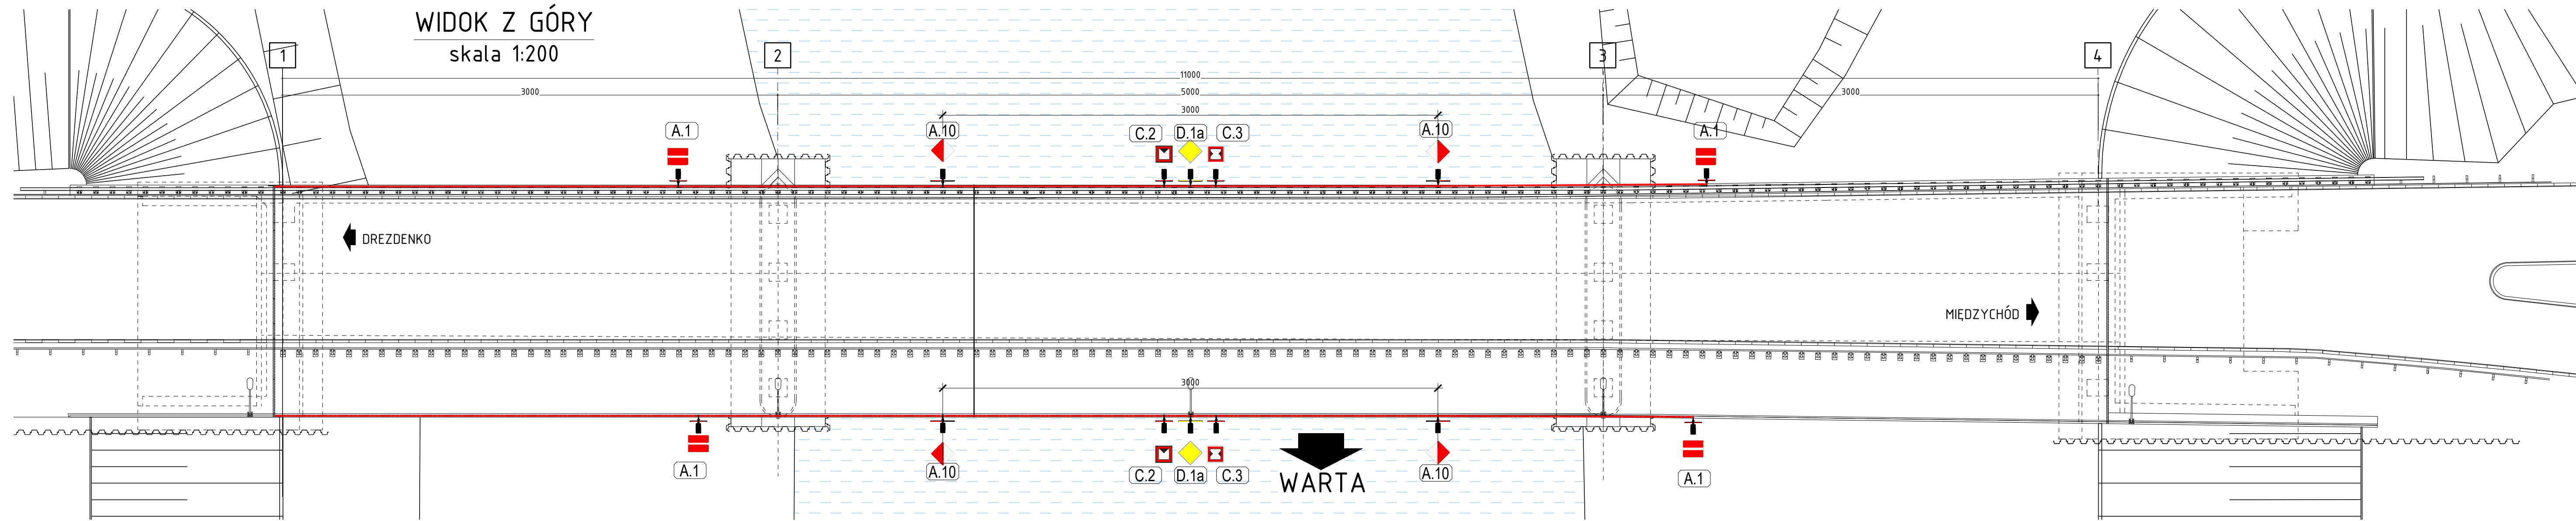 WIDOK Z GÓRY
skala 1:200
1
2
3
4
11000
3000
5000
3000
3000
A.1
A.10
C.2
D.1a
C.3
A.10
A.1
DREZDENKO
MIĘDZYCHÓD
3000
A.1
A.10
C.2
D.1a
C.3
A.10
A.1
WARTA